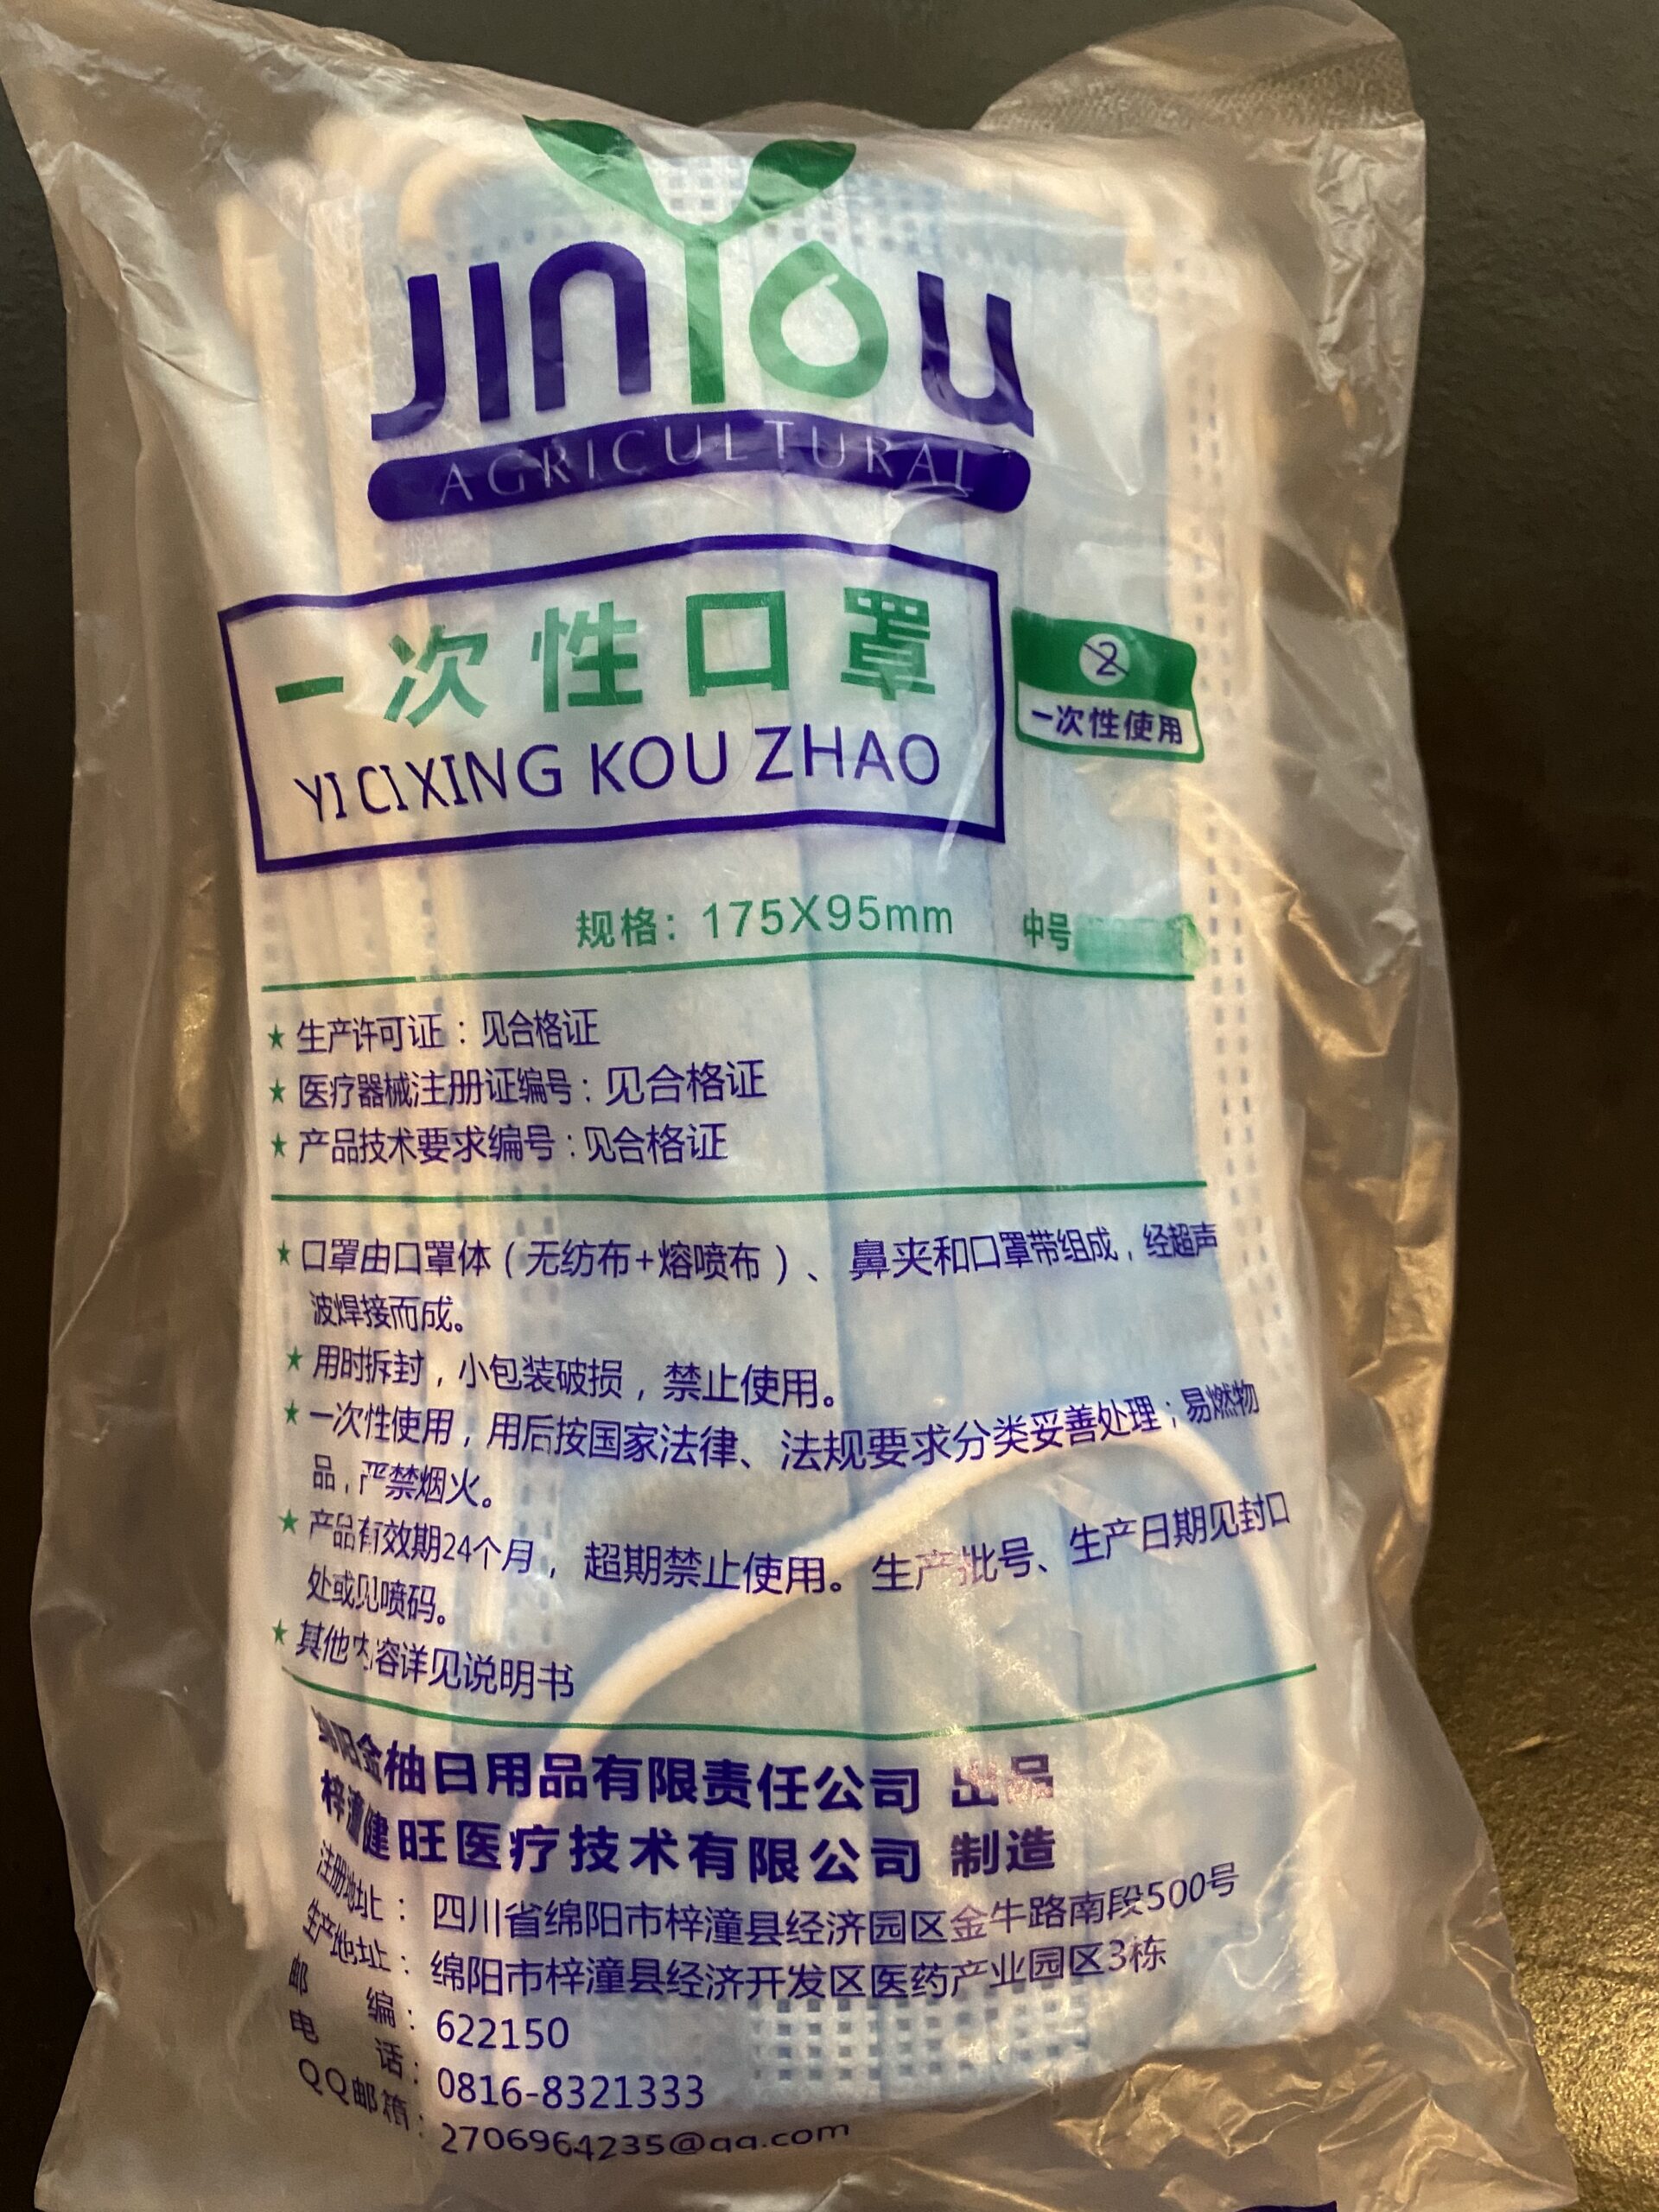 JINYOU
AGRICULTURAL
一次性口罩
YI CI XING KOU ZHAO
2
一次性使用
规格：175X95mm 中号
★ 生产许可证：见合格证
★ 医疗器械注册证编号：见合格证
★ 产品技术要求编号：见合格证
★ 口罩由口罩体（无纺布+熔喷布）、鼻夹和口罩带组成，经超声
波焊接而成。
★ 用时拆封，小包装破损，禁止使用。
★ 一次性使用，用后按国家法律、法规要求分类妥善处理；易燃物
品，严禁烟火。
★ 产品有效期24个月，超期禁止使用。生产批号、生产日期见封口
处或见喷码。
★ 其他内容详见说明书
绵阳金柚日用品有限责任公司 出品
梓潼健旺医疗技术有限公司 制造
注册地址：四川省绵阳市梓潼县经济园区金牛路南段500号
生产地址：绵阳市梓潼县经济开发区医药产业园区3栋
邮编：622150
电话：0816-8321333
QQ邮箱：2706964235@qq.com